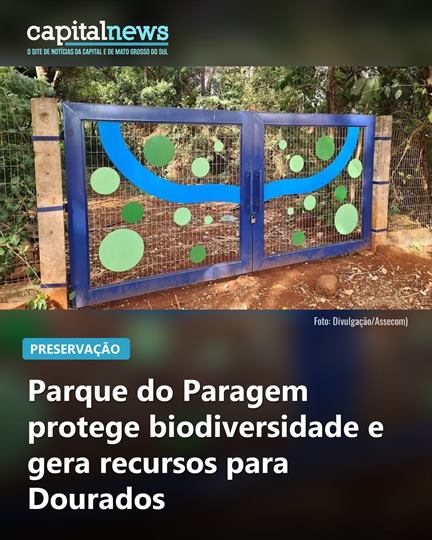 capitalnews
O SITE DE NOTÍCIAS DA CAPITAL E DE MATO GROSSO DO SUL
Foto: Divulgação/Assecom)
PRESERVAÇÃO
Parque do Paragem
protege biodiversidade e
gera recursos para
Dourados